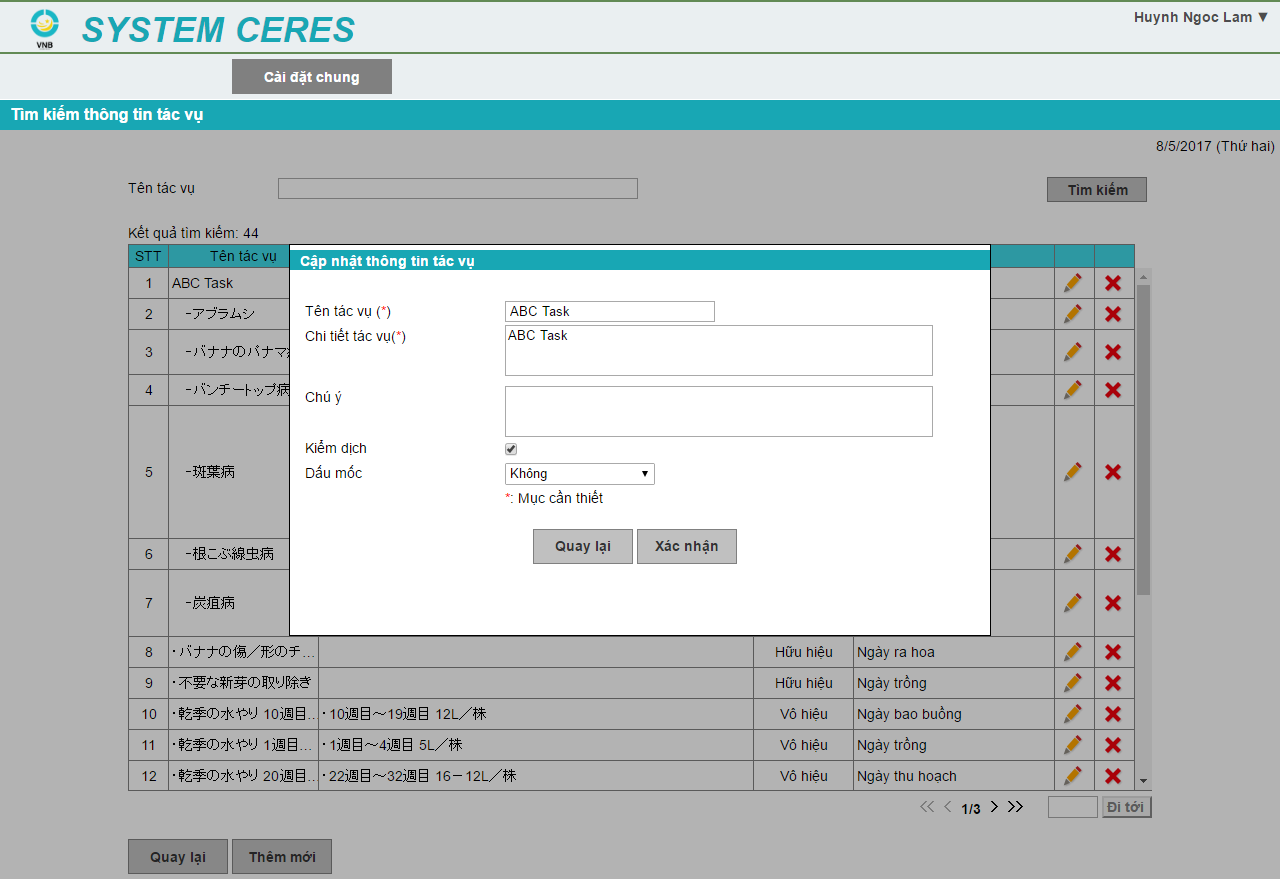 VNB
SYSTEM CERES
Huynh Ngoc Lam ▼
Cài đặt chung
Tìm kiếm thông tin tác vụ
8/5/2017 (Thứ hai)
Tên tác vụ
Tìm kiếm
Kết quả tìm kiếm: 44
STT Tên tác vụ
1 ABC Task
2 -アブラムシ
3 -バナナのバナマ
4 -バンチートップ病
5 -斑葉病
6 -根こぶ線虫病
7 -炭疽病
Cập nhật thông tin tác vụ
Tên tác vụ (*) ABC Task
Chi tiết tác vụ(*) ABC Task
Chú ý
Kiểm dịch
Dấu mốc Không
*: Mục cần thiết
Quay lại Xác nhận
8 ・バナナの傷／形のチ... Hữu hiệu Ngày ra hoa
9 ・不要な新芽の取り除き Hữu hiệu Ngày trồng
10 ・乾季の水やり 10週目... ・10週目～19週目 12L／株 Vô hiệu Ngày bao buồng
11 ・乾季の水やり 1週目... ・1週目～4週目 5L／株 Vô hiệu Ngày trồng
12 ・乾季の水やり 20週目... ・22週目～32週目 16－12L／株 Vô hiệu Ngày thu hoạch
1/3 Đi tới
Quay lại Thêm mới